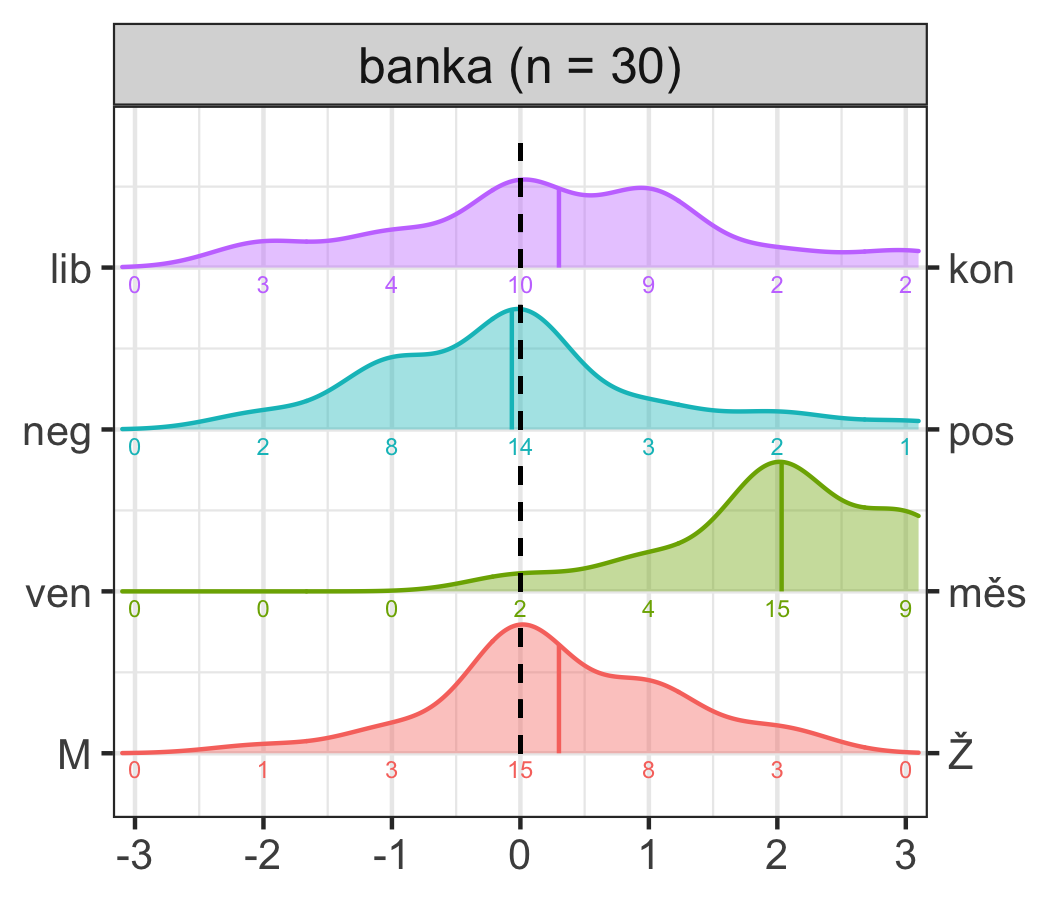 banka (n = 30)
lib kon
0 3 4 10 9 2 2
neg pos
0 2 8 14 3 2 1
ven měs
0 0 0 2 4 15 9
M Ž
0 1 3 15 8 3 0
-3 -2 -1 0 1 2 3